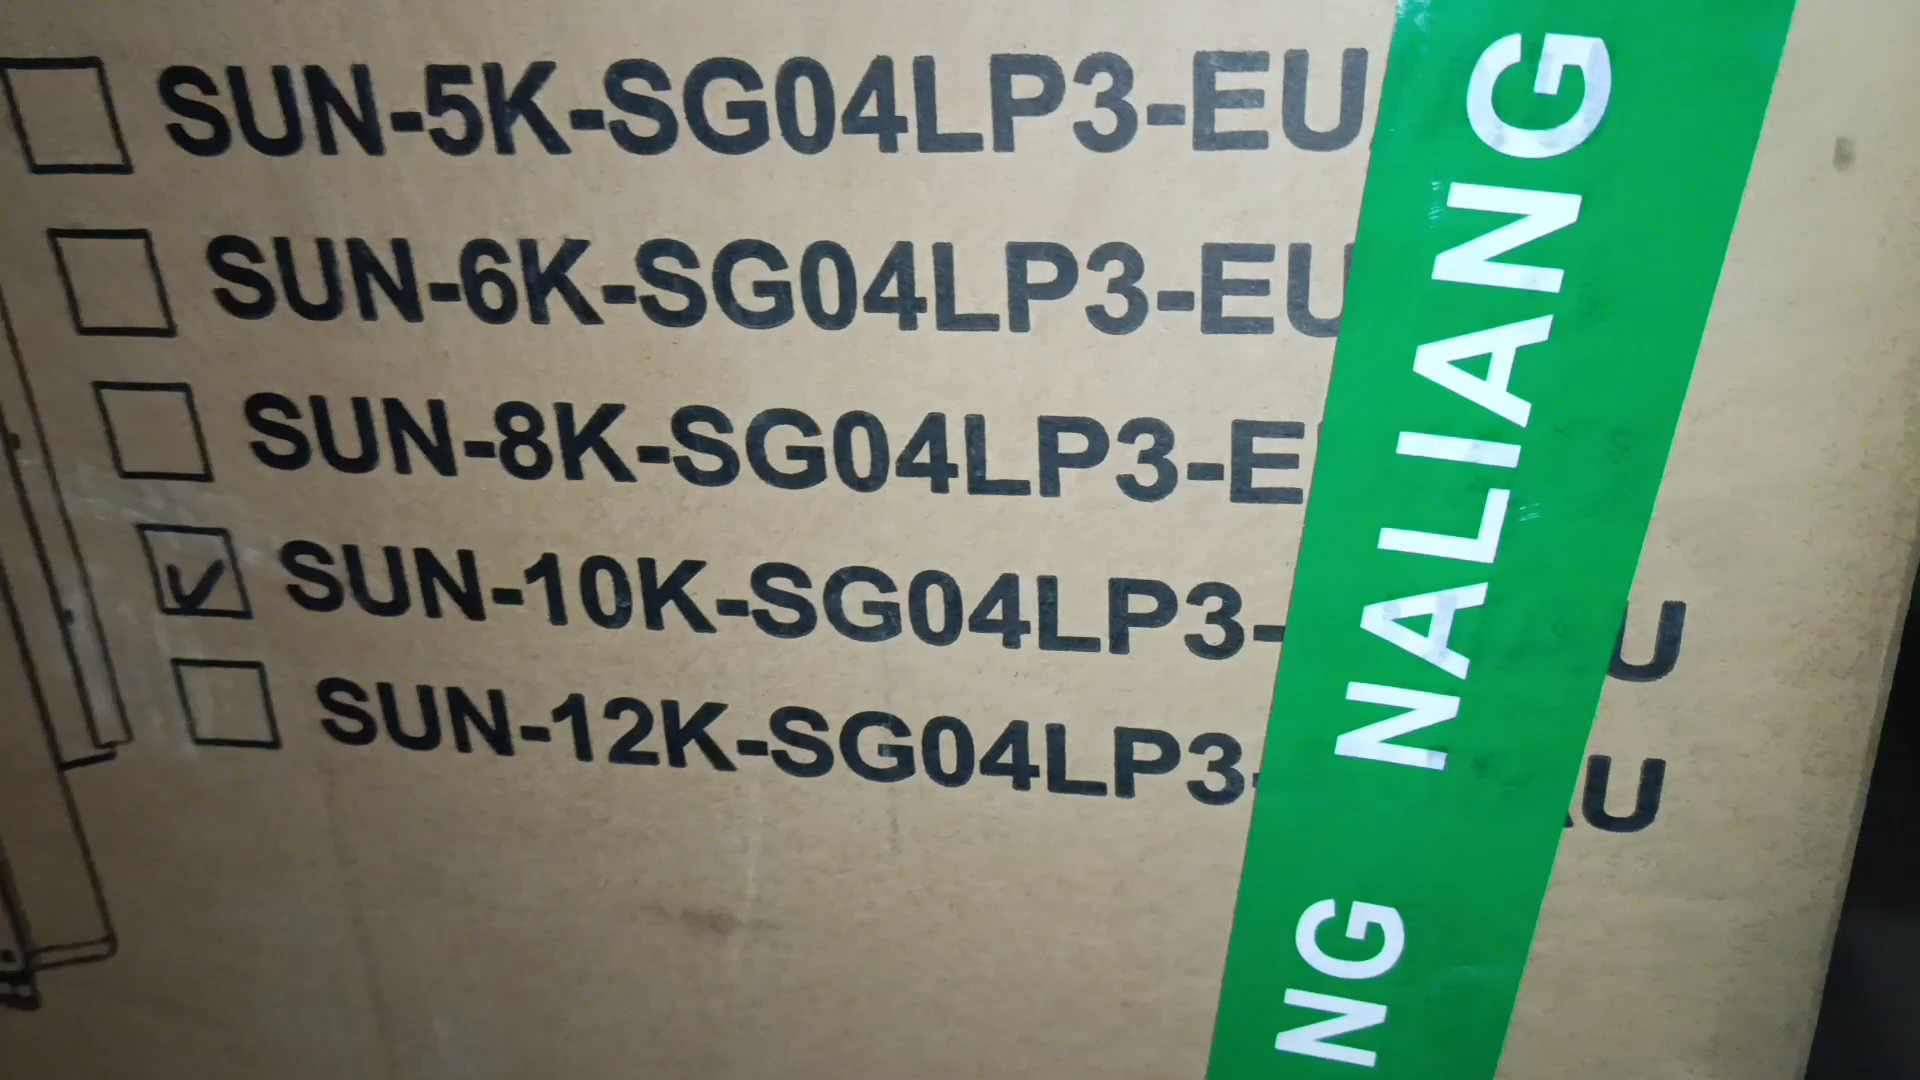 SUN-5K-SG04LP3-EU
SUN-6K-SG04LP3-EU
SUN-8K-SG04LP3-E
SUN-10K-SG04LP3- U
SUN-12K-SG04LP3- U
NALIANG
NG